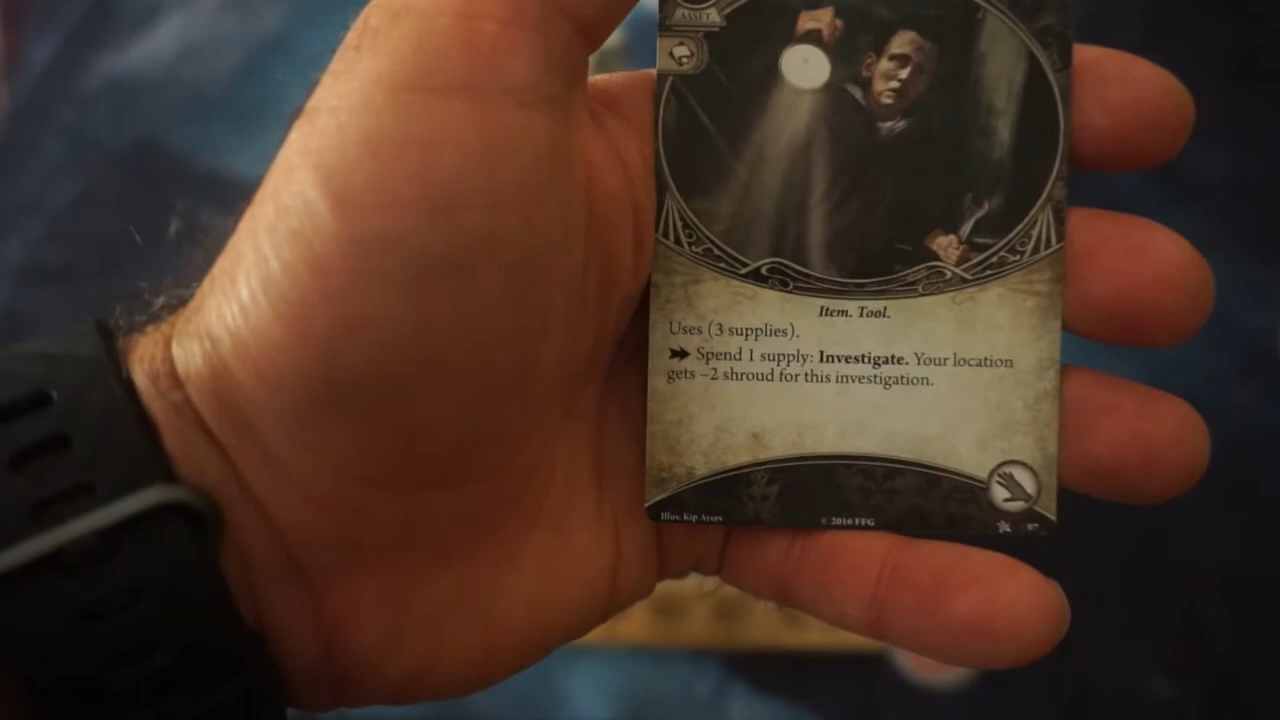 ASSET
Item. Tool.
Uses (3 supplies).
Spend 1 supply: Investigate. Your location
gets −2 shroud for this investigation.
Illus. Kip Ayers
© 2016 FFG